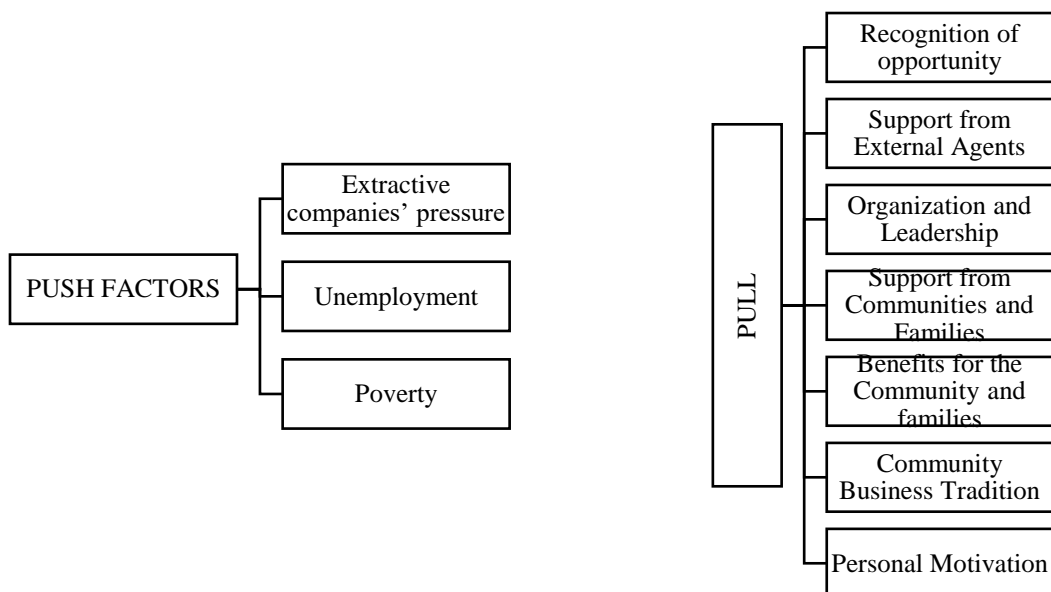 PUSH FACTORS
Extractive
companies’ pressure
Unemployment
Poverty
PULL
Recognition of
opportunity
Support from
External Agents
Organization and
Leadership
Support from
Communities and
Families
Benefits for the
Community and
families
Community
Business Tradition
Personal Motivation